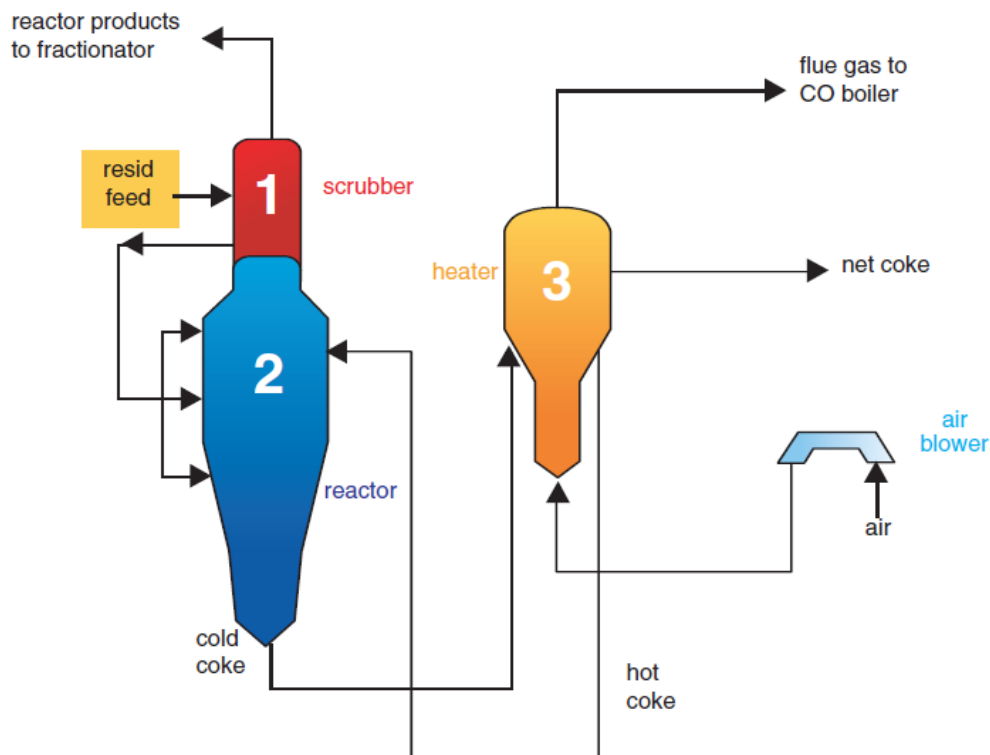 reactor products
to fractionator
flue gas to
CO boiler
resid
feed
1
scrubber
heater
3
net coke
2
air
blower
reactor
air
cold
coke
hot
coke